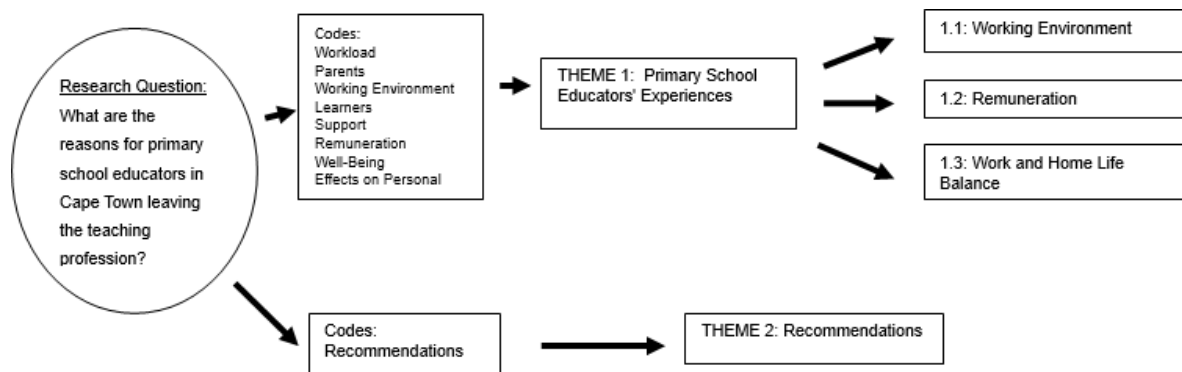 Research Question:
What are the
reasons for primary
school educators in
Cape Town leaving
the teaching
profession?
Codes:
Workload
Parents
Working Environment
Learners
Support
Remuneration
Well-Being
Effects on Personal
THEME 1:  Primary School
Educators' Experiences
1.1: Working Environment
1.2: Remuneration
1.3: Work and Home Life
Balance
Codes:
Recommendations
THEME 2: Recommendations